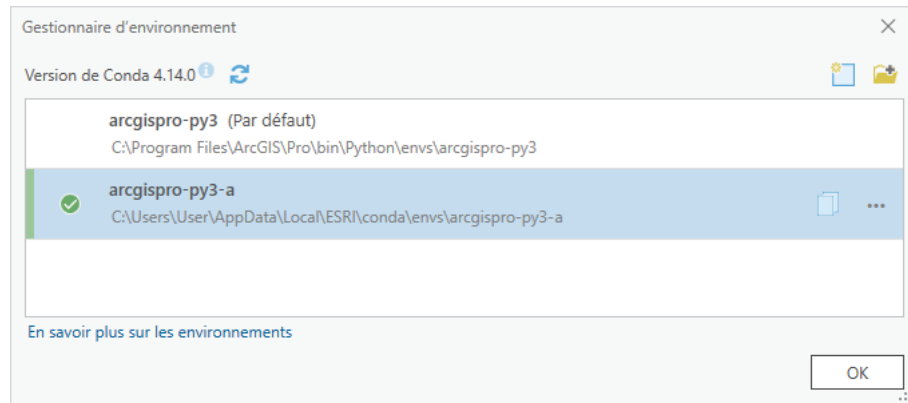 Gestionnaire d'environnement
Version de Conda 4.14.0
arcgispro-py3 (Par défaut)
C:\Program Files\ArcGIS\Pro\bin\Python\envs\arcgispro-py3
arcgispro-py3-a
C:\Users\User\AppData\Local\ESRI\conda\envs\arcgispro-py3-a
En savoir plus sur les environnements
OK